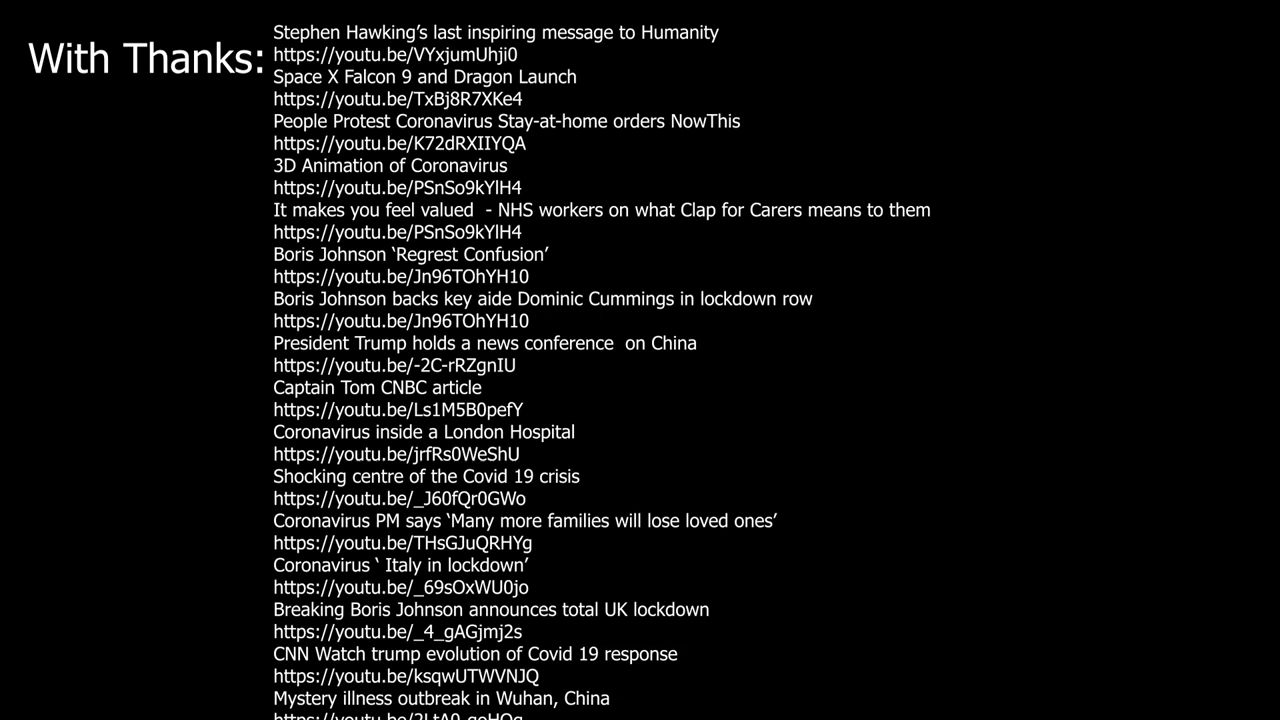 With Thanks:
Stephen Hawking’s last inspiring message to Humanity
https://youtu.be/VYxjumUhji0
Space X Falcon 9 and Dragon Launch
https://youtu.be/TxBj8R7XKe4
People Protest Coronavirus Stay-at-home orders NowThis
https://youtu.be/K72dRXIIYQA
3D Animation of Coronavirus
https://youtu.be/PSnSo9kYlH4
It makes you feel valued  - NHS workers on what Clap for Carers means to them
https://youtu.be/PSnSo9kYlH4
Boris Johnson ‘Regrest Confusion’
https://youtu.be/Jn96TOhYH10
Boris Johnson backs key aide Dominic Cummings in lockdown row
https://youtu.be/Jn96TOhYH10
President Trump holds a news conference  on China
https://youtu.be/-2C-rRZgnIU
Captain Tom CNBC article
https://youtu.be/Ls1M5B0pefY
Coronavirus inside a London Hospital
https://youtu.be/jrfRs0WeShU
Shocking centre of the Covid 19 crisis
https://youtu.be/_J60fQr0GWo
Coronavirus PM says ‘Many more families will lose loved ones’
https://youtu.be/THsGJuQRHYg
Coronavirus ‘ Italy in lockdown’
https://youtu.be/_69sOxWU0jo
Breaking Boris Johnson announces total UK lockdown
https://youtu.be/_4_gAGjmj2s
CNN Watch trump evolution of Covid 19 response
https://youtu.be/ksqwUTWVNJQ
Mystery illness outbreak in Wuhan, China